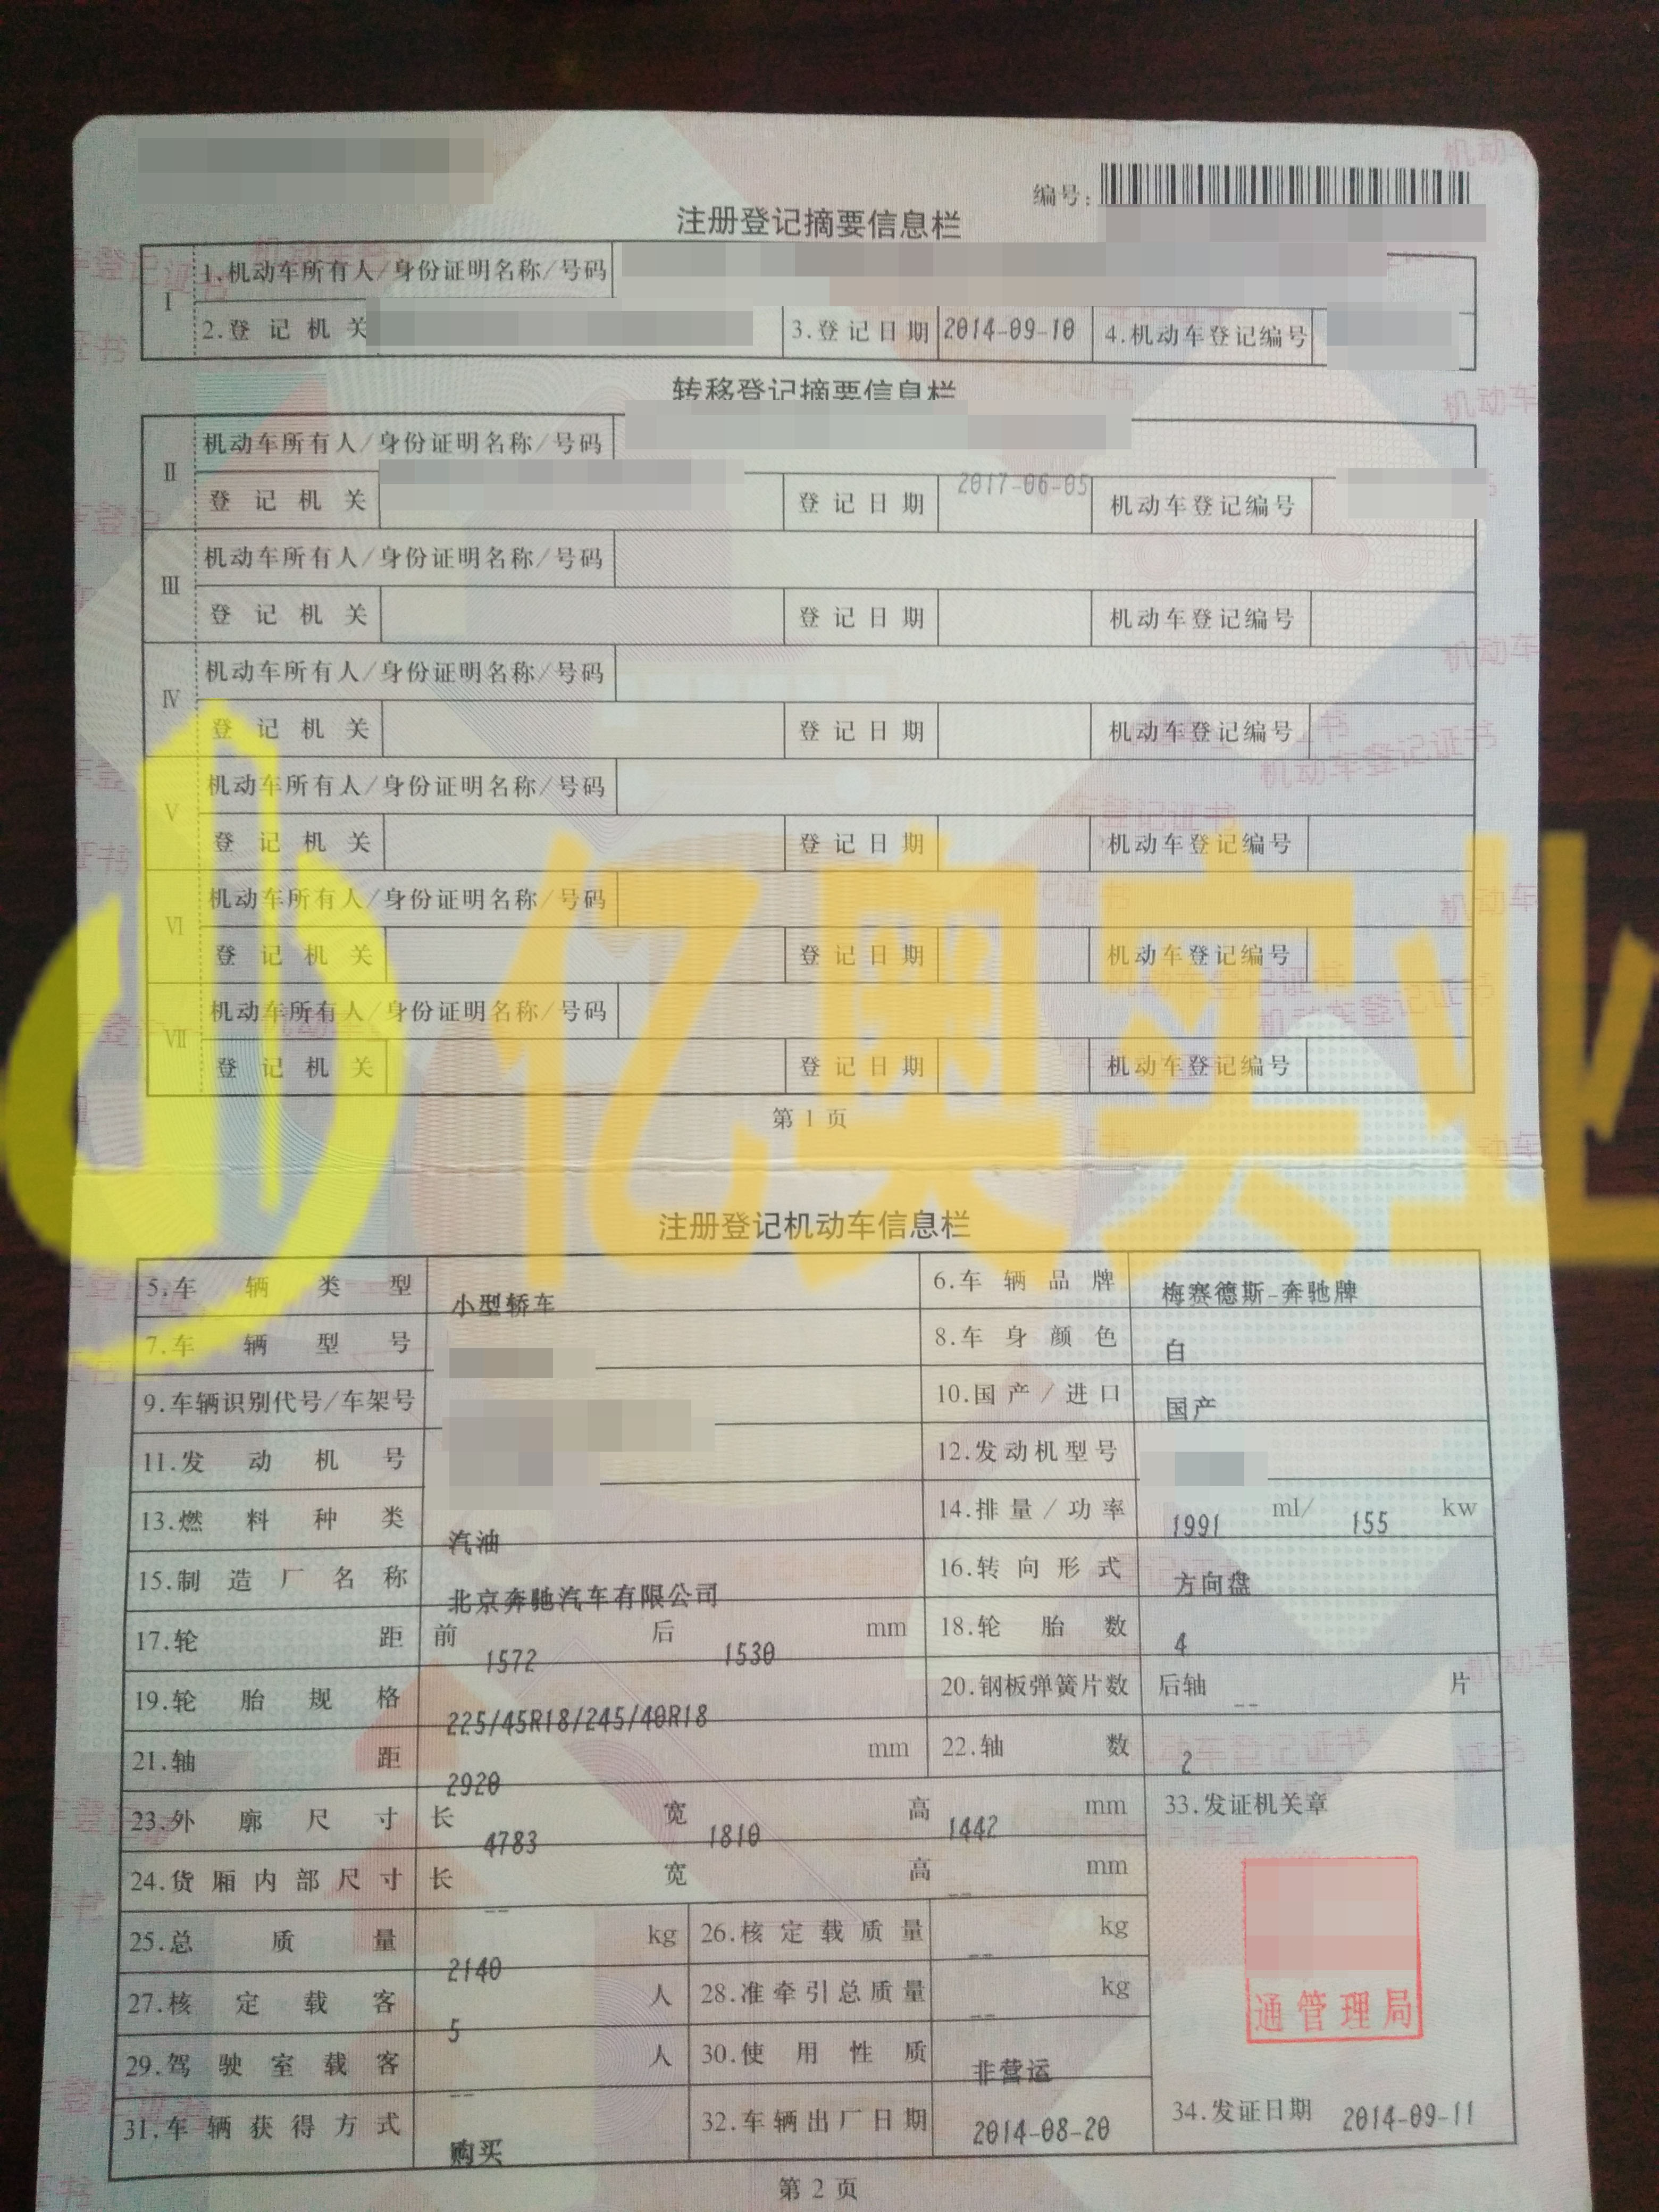 编号:
注册登记摘要信息栏
Ⅰ 1.机动车所有人/身份证明名称/号码
2.登记机关 3.登记日期 2014-09-10 4.机动车登记编号
转移登记摘要信息栏
Ⅱ 机动车所有人/身份证明名称/号码
登记机关 登记日期 2017-06-05 机动车登记编号
Ⅲ 机动车所有人/身份证明名称/号码
登记机关 登记日期 机动车登记编号
Ⅳ 机动车所有人/身份证明名称/号码
登记机关 登记日期 机动车登记编号
Ⅴ 机动车所有人/身份证明名称/号码
登记机关 登记日期 机动车登记编号
Ⅵ 机动车所有人/身份证明名称/号码
登记机关 登记日期 机动车登记编号
Ⅶ 机动车所有人/身份证明名称/号码
登记机关 登记日期 机动车登记编号
亿奥实业
第1页
注册登记机动车信息栏
5.车辆类型 小型轿车 6.车辆品牌 梅赛德斯-奔驰牌
7.车辆型号 8.车身颜色 白
9.车辆识别代号/车架号 10.国产/进口 国产
11.发动机号 12.发动机型号
13.燃料种类 汽油 14.排量/功率 1991 ml/ 155 kw
15.制造厂名称 北京奔驰汽车有限公司 16.转向形式 方向盘
17.轮距 前 1572 后 1530 mm 18.轮胎数 4
19.轮胎规格 225/45R18/245/40R18 20.钢板弹簧片数 后轴 -- 片
21.轴距 2920 mm 22.轴数 2
23.外廓尺寸 长 4783 宽 1810 高 1442 mm 33.发证机关章
24.货厢内部尺寸 长 -- 宽 高 -- mm
25.总质量 2140 kg 26.核定载质量 -- kg
27.核定载客 5 人 28.准牵引总质量 -- kg
通管理局
29.驾驶室载客 -- 人 30.使用性质 非营运
31.车辆获得方式 购买 32.车辆出厂日期 2014-08-20 34.发证日期 2014-09-11
第2页